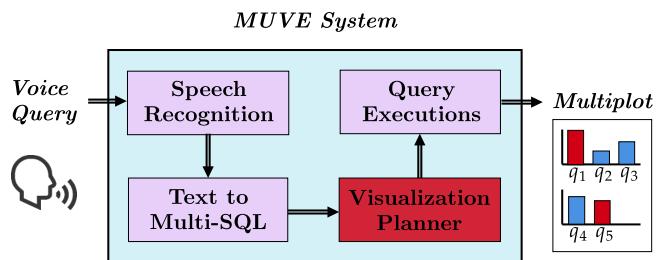 MUVE System
Voice
Query
Speech
Recognition
Query
Executions
Multiplot
Text to
Multi-SQL
Visualization
Planner
q1 q2 q3
q4 q5